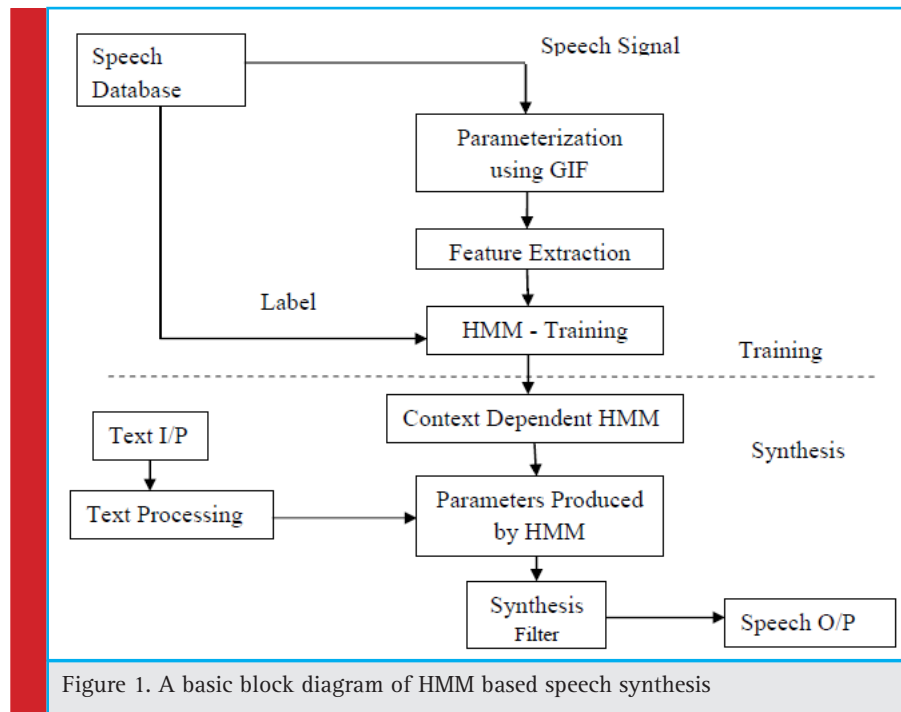 Speech
Database
Speech Signal
Parameterization
using GIF
Feature Extraction
Label
HMM - Training
Training
Context Dependent HMM
Text I/P
Synthesis
Text Processing
Parameters Produced
by HMM
Synthesis
Filter
Speech O/P
Figure 1. A basic block diagram of HMM based speech synthesis